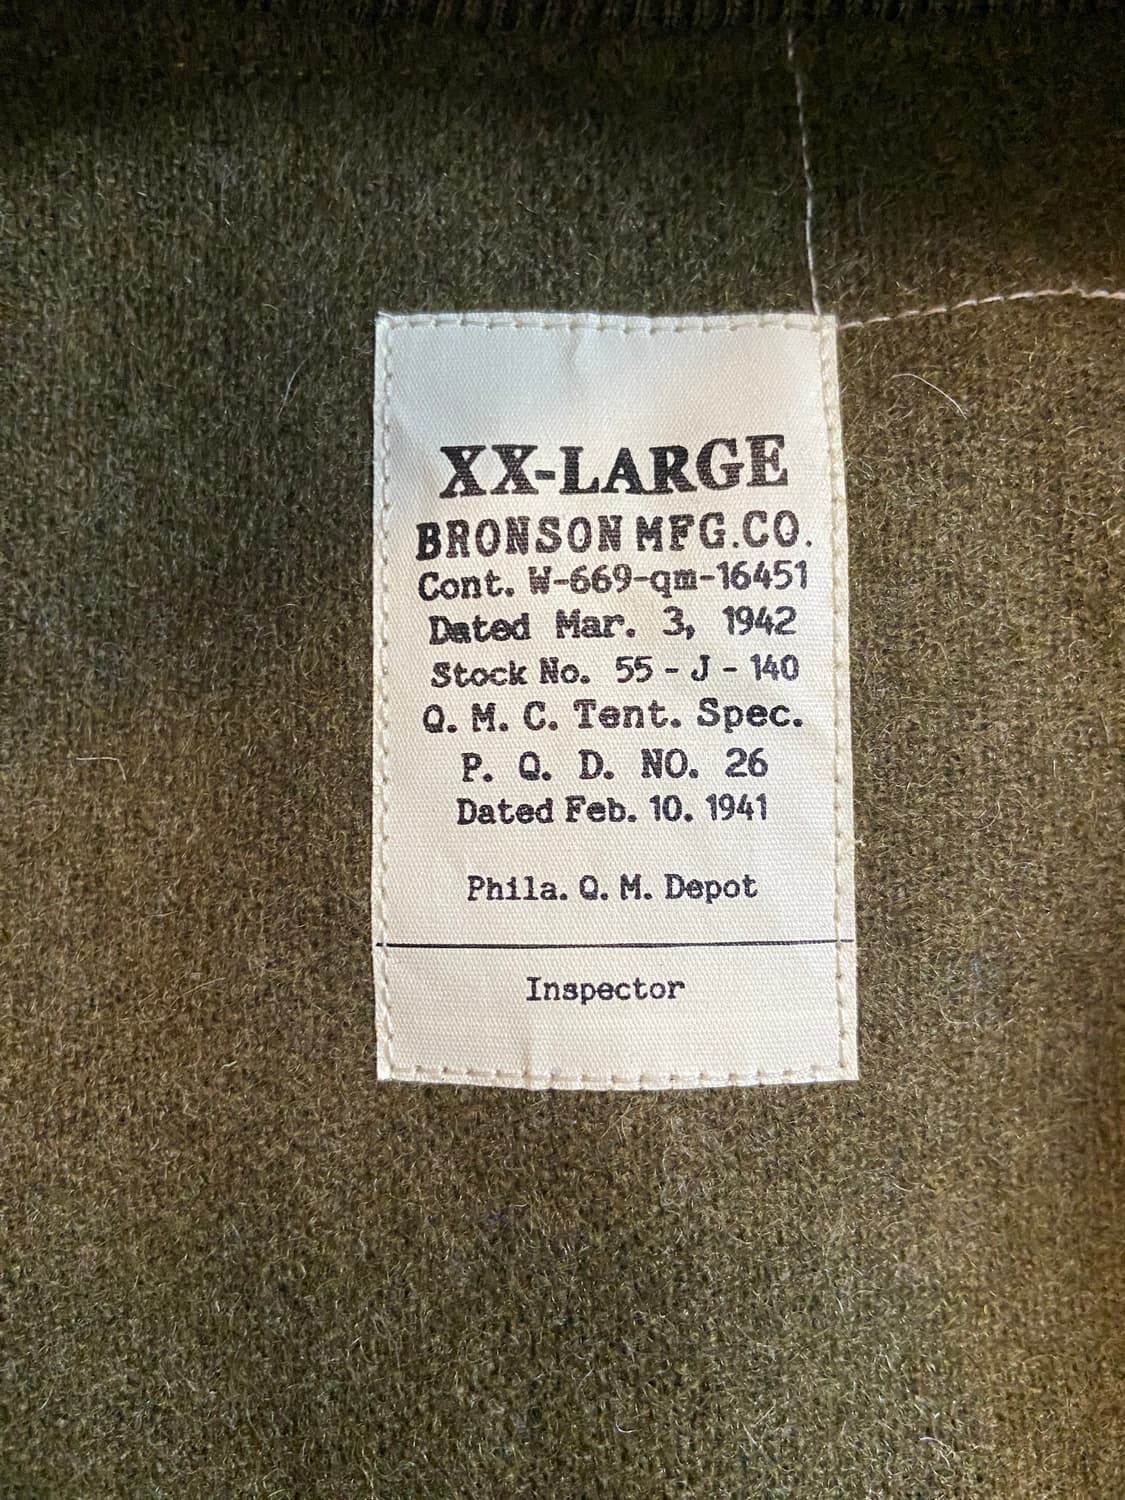 XX-LARGE
BRONSON MFG.CO.
Cont. W-669-qm-16451
Dated Mar. 3, 1942
Stock No. 55 - J - 140
Q. M. C. Tent. Spec.
P. Q. D. NO. 26
Dated Feb. 10. 1941
Phila. Q. M. Depot
Inspector